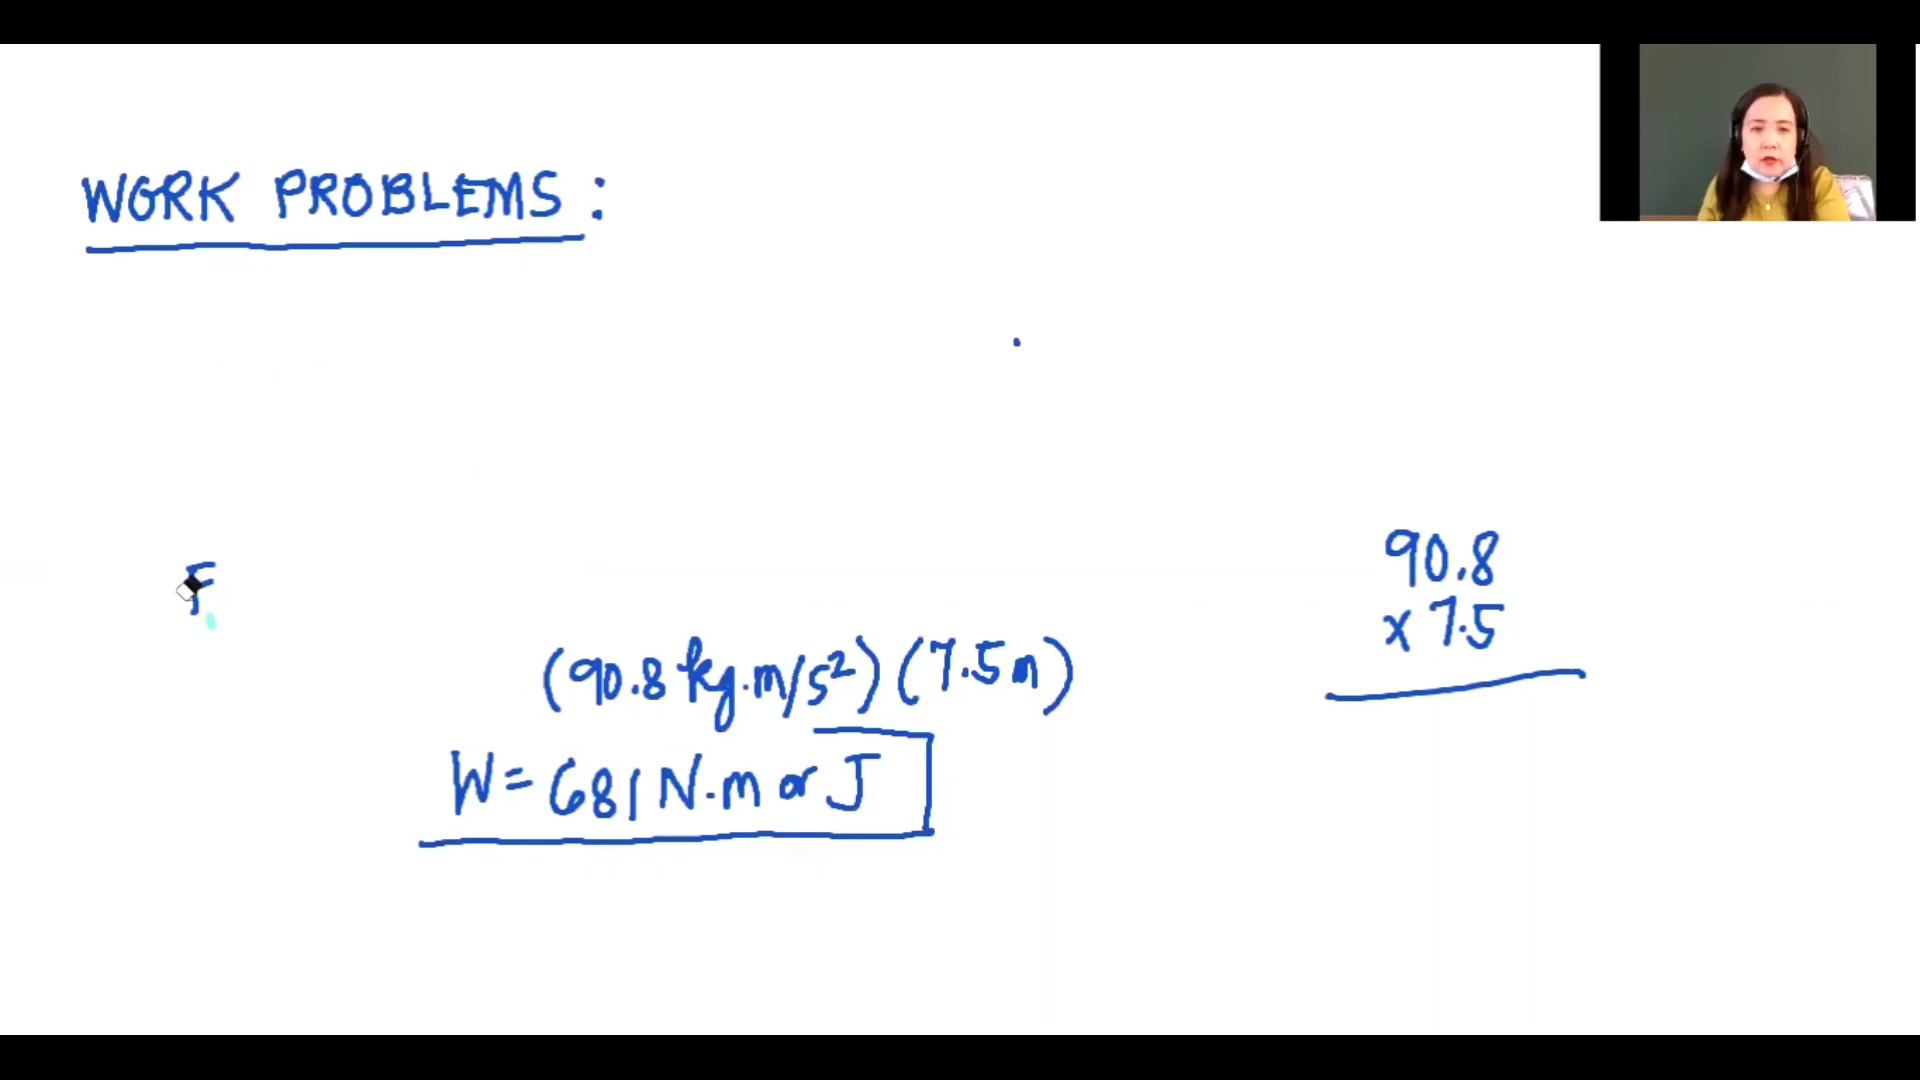 WORK PROBLEMS :
F
90.8
x 7.5
(90.8 kg.m/s²) (7.5 m)
W = 681 N.m or J